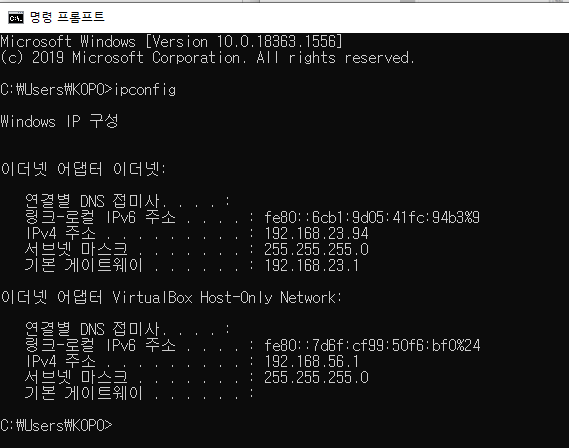 명령 프롬프트
Microsoft Windows [Version 10.0.18363.1556]
(c) 2019 Microsoft Corporation. All rights reserved.
C:₩Users₩KOPO>ipconfig
Windows IP 구성
이더넷 어댑터 이더넷:
연결별 DNS 접미사. . . . :
링크-로컬 IPv6 주소 . . . . : fe80::6cb1:9d05:41fc:94b3%9
IPv4 주소 . . . . . . . . . : 192.168.23.94
서브넷 마스크 . . . . . . . : 255.255.255.0
기본 게이트웨이 . . . . . . : 192.168.23.1
이더넷 어댑터 VirtualBox Host-Only Network:
연결별 DNS 접미사. . . . :
링크-로컬 IPv6 주소 . . . . : fe80::7d6f:cf99:50f6:bf0%24
IPv4 주소 . . . . . . . . . : 192.168.56.1
서브넷 마스크 . . . . . . . : 255.255.255.0
기본 게이트웨이 . . . . . . :
C:₩Users₩KOPO>